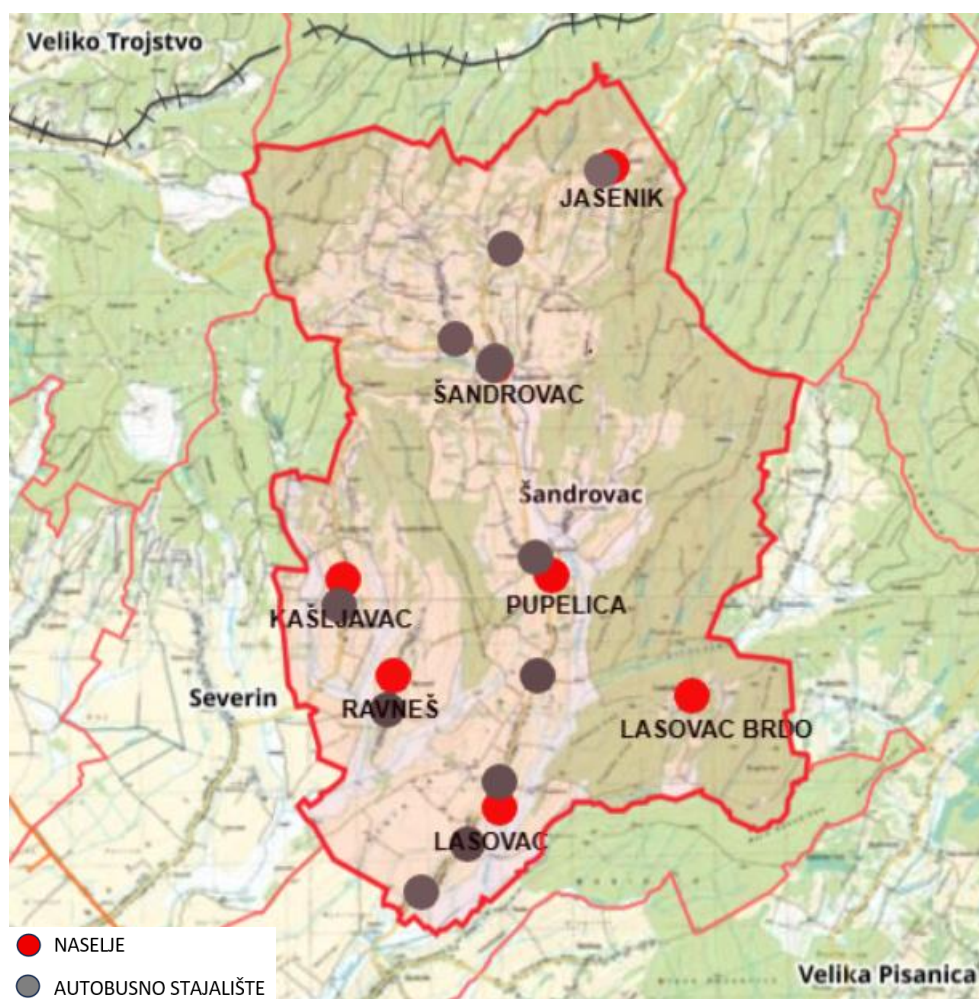 Veliko Trojstvo
JASENIK
ŠANDROVAC
Šandrovac
PUPELICA
KAŠLJAVAC
Severin
RAVNEŠ
LASOVAC BRDO
LASOVAC
NASELJE
AUTOBUSNO STAJALIŠTE
Velika Pisanica